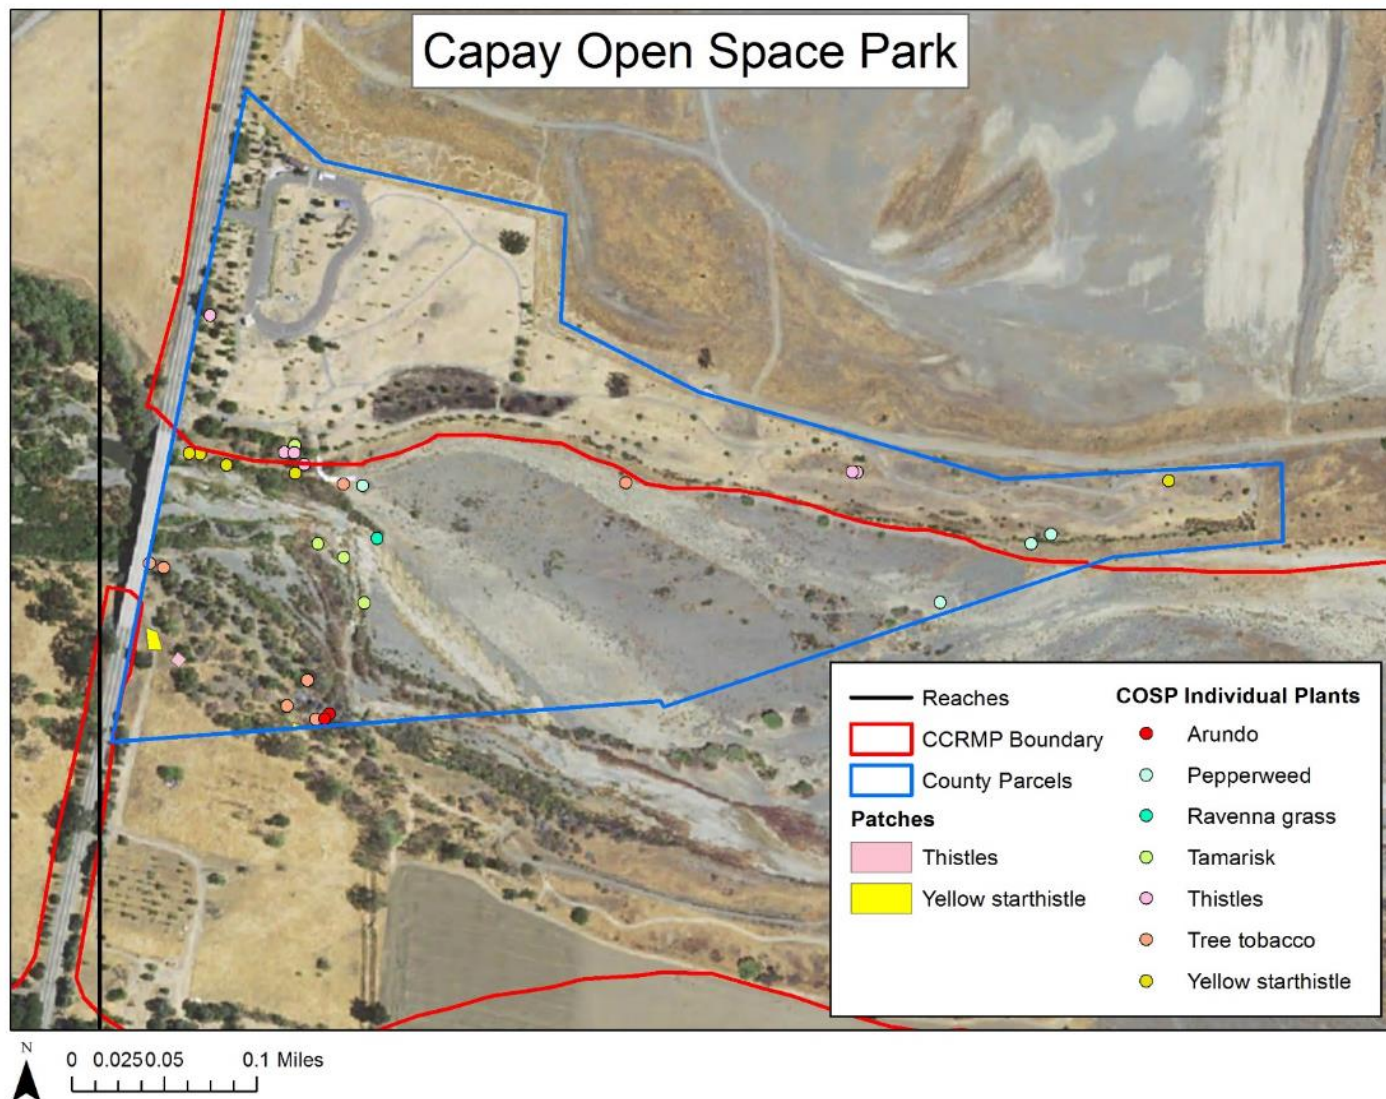 Capay Open Space Park
Reaches
CCRMP Boundary
County Parcels
Patches
Thistles
Yellow starthistle
COSP Individual Plants
Arundo
Pepperweed
Ravenna grass
Tamarisk
Thistles
Tree tobacco
Yellow starthistle
N
0 0.0250.05 0.1 Miles